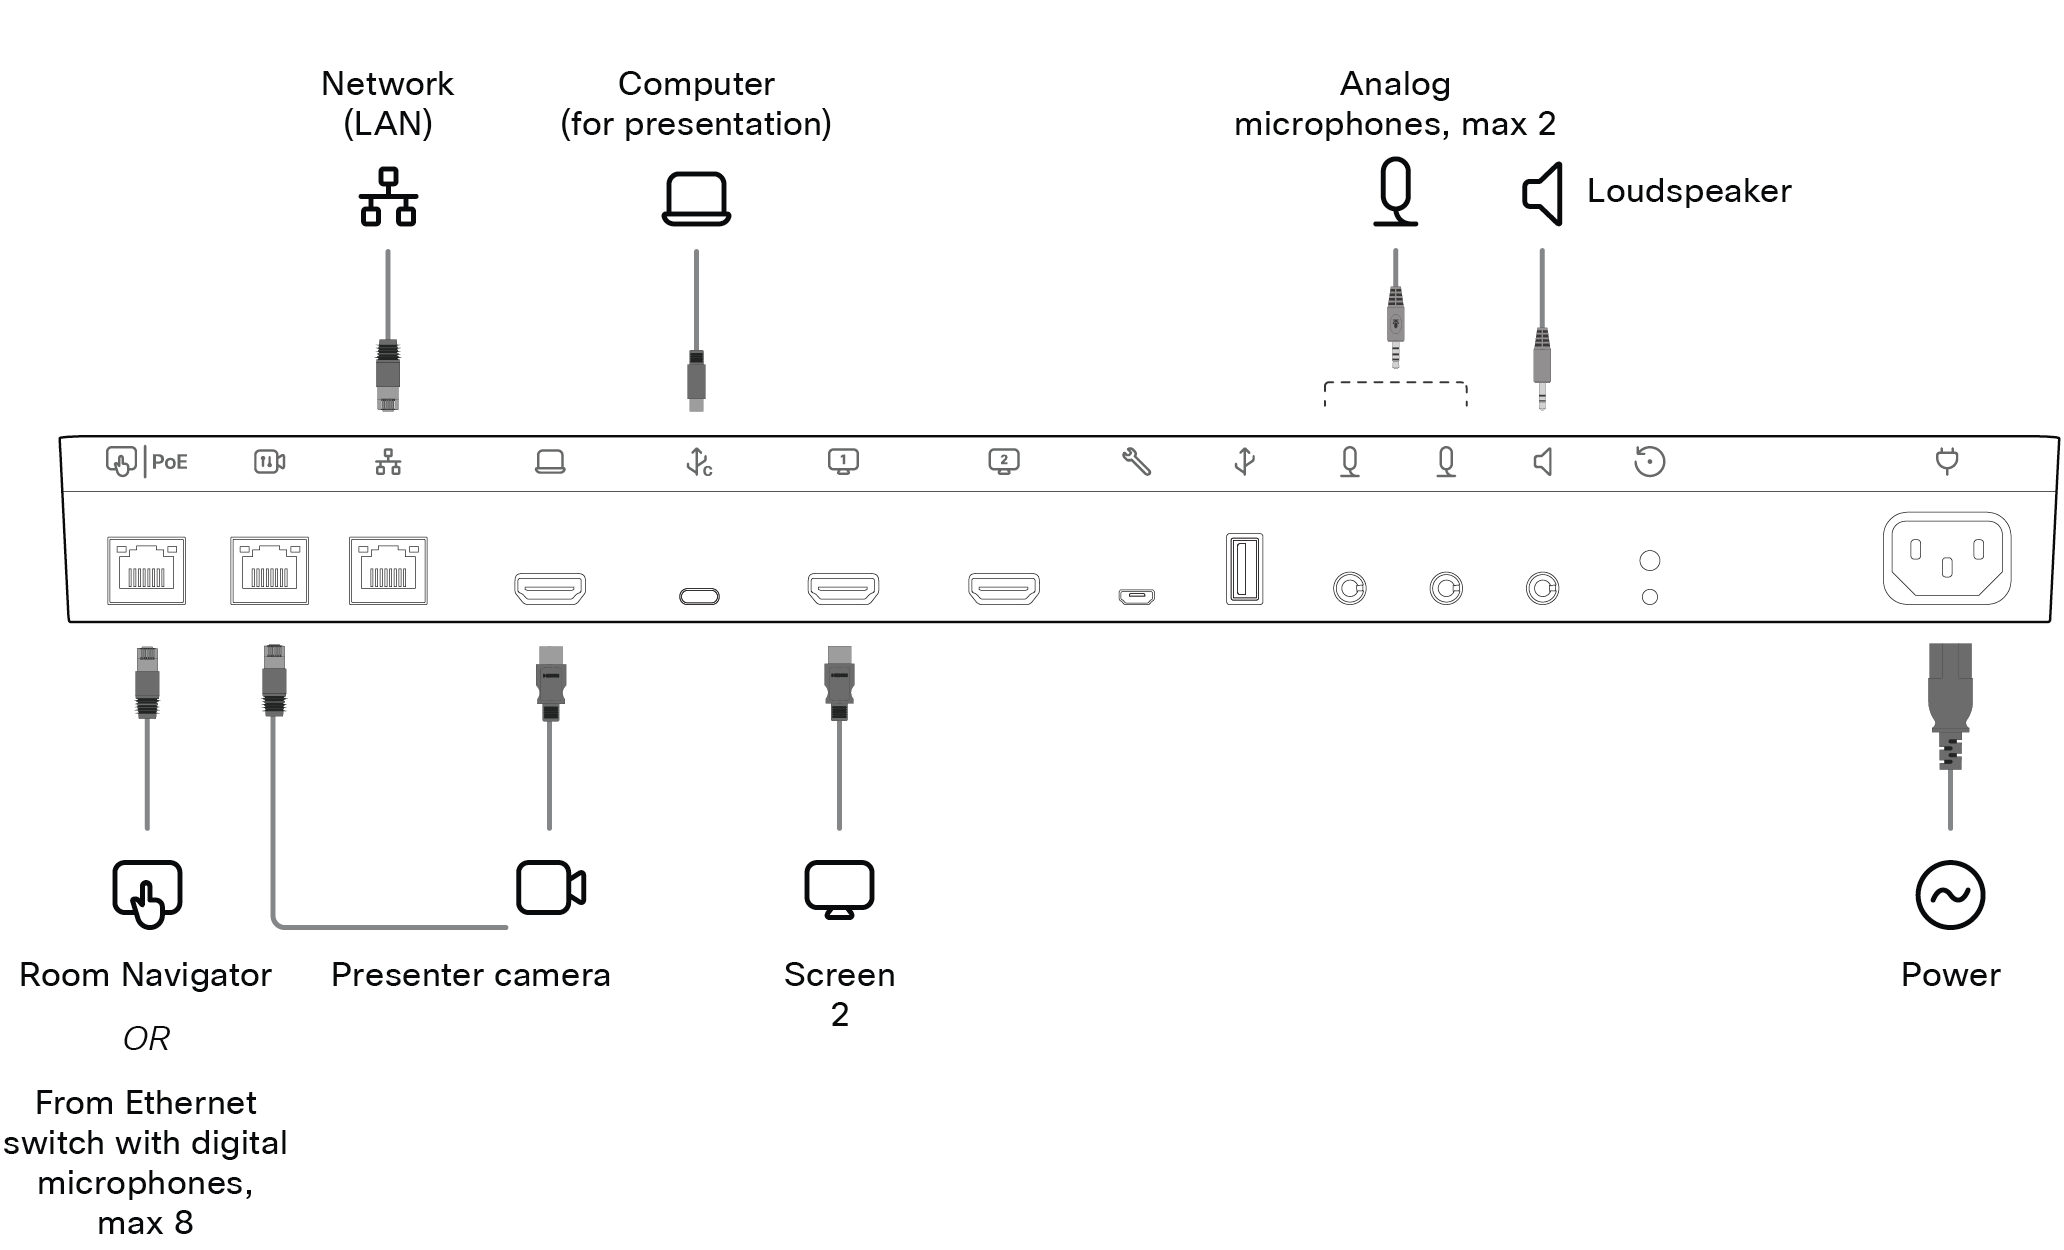 Network
(LAN)
Computer
(for presentation)
Analog
microphones, max 2
Loudspeaker
PoE
C
1
2
Room Navigator
OR
From Ethernet
switch with digital
microphones,
max 8
Presenter camera
Screen
2
Power